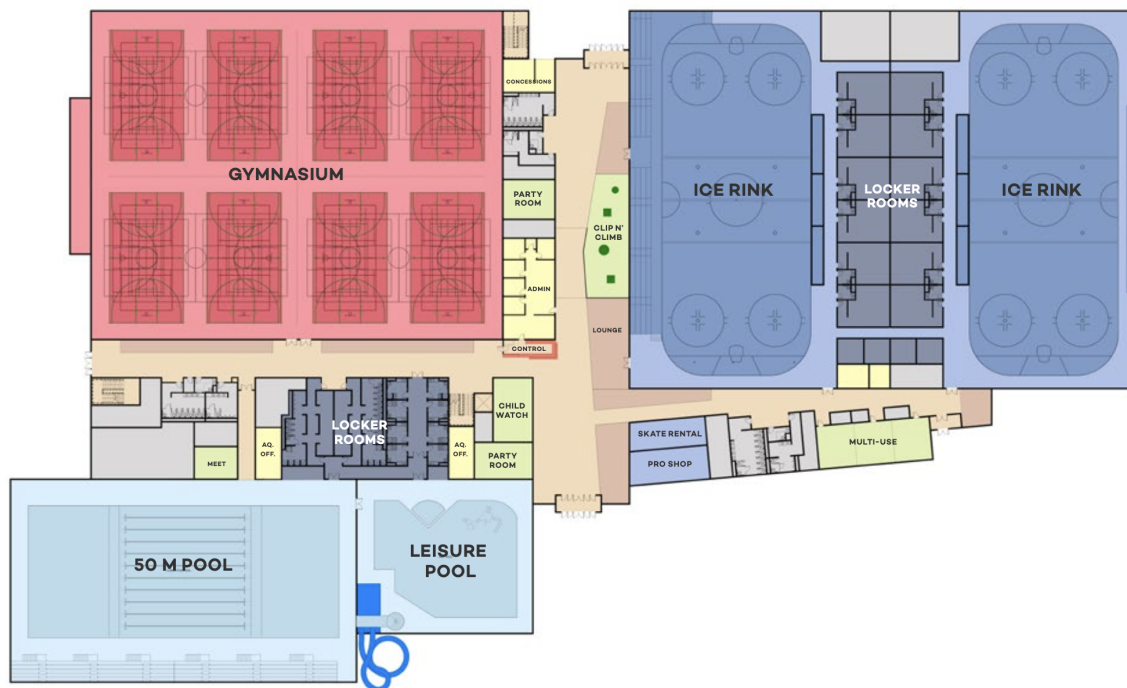 CONCESSIONS
GYMNASIUM
PARTY
ROOM
CLIP N'
CLIMB
ICE RINK
LOCKER
ROOMS
ICE RINK
ADMIN
LOUNGE
CONTROL
CHILD
WATCH
LOCKER
ROOMS
AQ.
OFF.
AQ.
OFF.
MEET
PARTY
ROOM
SKATE RENTAL
PRO SHOP
MULTI-USE
50 M POOL
LEISURE
POOL